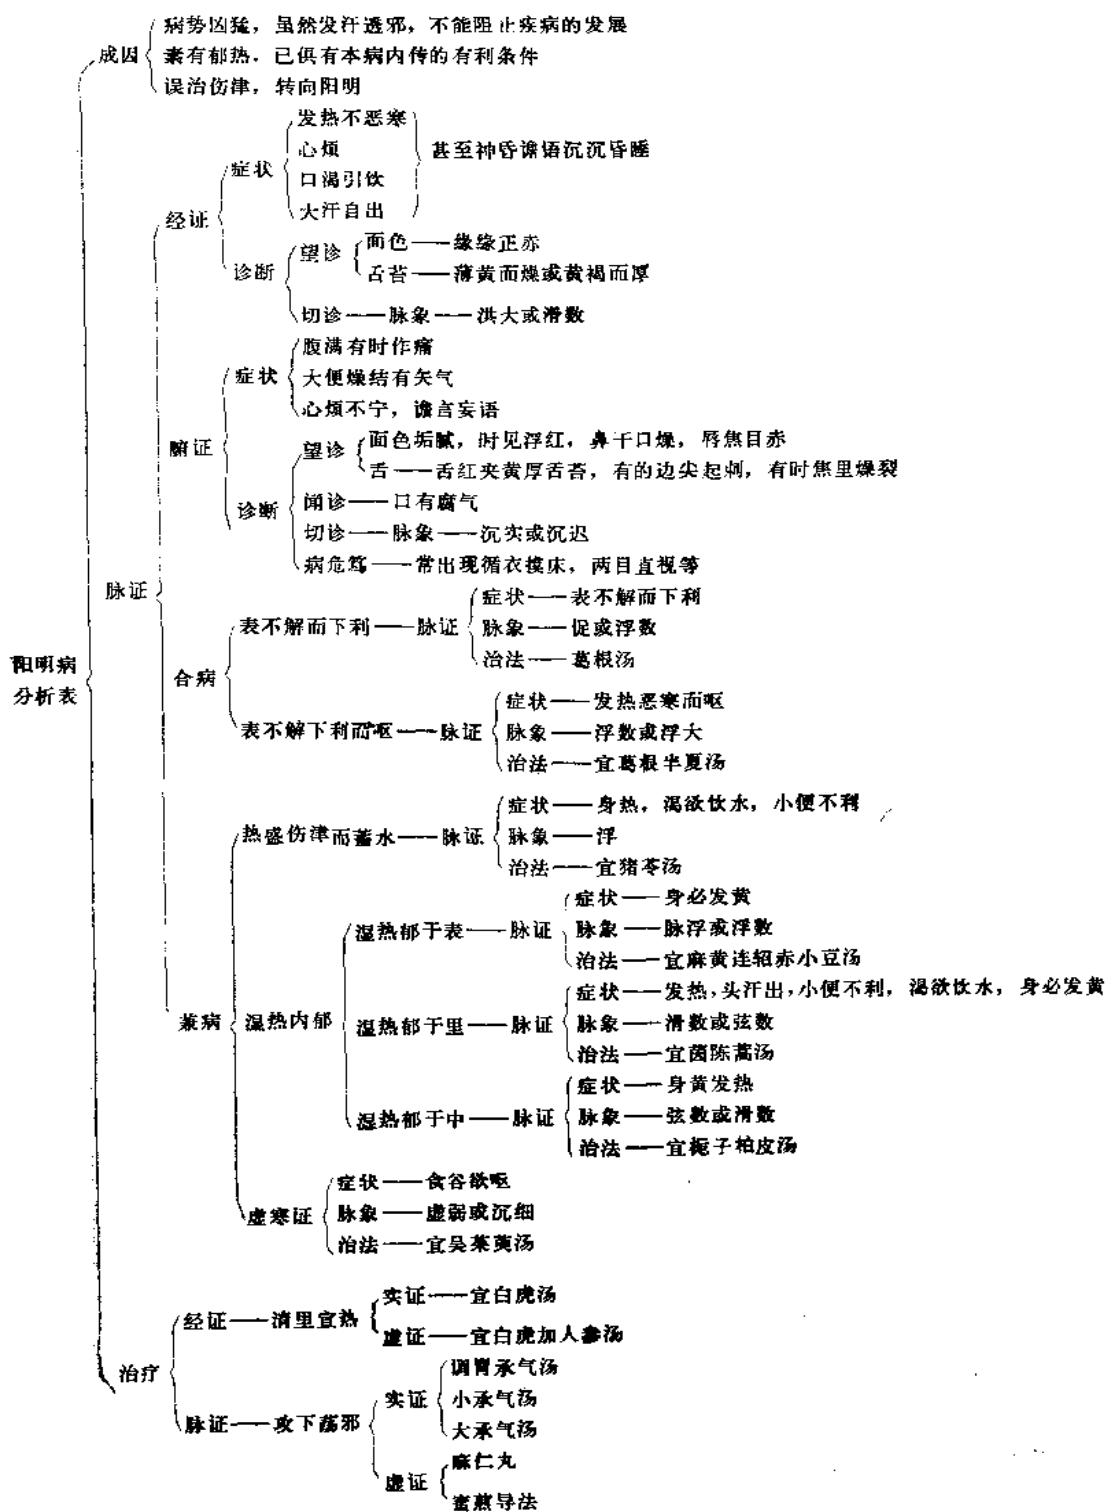 病势凶猛，虽然发汗透邪，不能阻止疾病的发展
成因
素有郁热，已俱有本病内传的有利条件
误治伤津，转向阳明
发热不恶寒
心烦
甚至神昏谵语沉沉昏睡
症状
口渴引饮
大汗自出
经证
面色——缘缘正赤
望诊
诊断
舌苔——薄黄而燥或黄褐而厚
切诊——脉象——洪大或滑数
腹满有时作痛
症状
大便燥结有矢气
心烦不宁，谵言妄语
腑证
面色垢腻，时见浮红，鼻干口燥，唇焦目赤
望诊
舌——舌红夹黄厚舌苔，有的边尖起刺，有时焦里燥裂
诊断
闻诊——口有腐气
切诊——脉象——沉实或沉迟
病危笃——常出现循衣摸床，两目直视等
脉证
症状——表不解而下利
表不解而下利——脉证
脉象——促或浮数
治法——葛根汤
阳明病
分析表
合病
症状——发热恶寒而呕
表不解下利而呕——脉证
脉象——浮数或浮大
治法——宜葛根半夏汤
症状——身热，渴欲饮水，小便不利
热盛伤津而蓄水——脉证
脉象——浮
治法——宜猪苓汤
症状——身必发黄
湿热郁于表——脉证
脉象——脉浮或浮数
治法——宜麻黄连轺赤小豆汤
症状——发热，头汗出，小便不利，渴欲饮水，身必发黄
兼病
湿热内郁
湿热郁于里——脉证
脉象——滑数或弦数
治法——宜茵陈蒿汤
症状——身黄发热
湿热郁于中——脉证
脉象——弦数或滑数
治法——宜栀子柏皮汤
症状——食谷欲呕
虚寒证
脉象——虚弱或沉细
治法——宜吴茱萸汤
实证——宜白虎汤
经证——清里宣热
虚证——宜白虎加人参汤
治疗
调胃承气汤
实证
小承气汤
大承气汤
脉证——攻下荡邪
麻仁丸
虚证
蜜煎导法